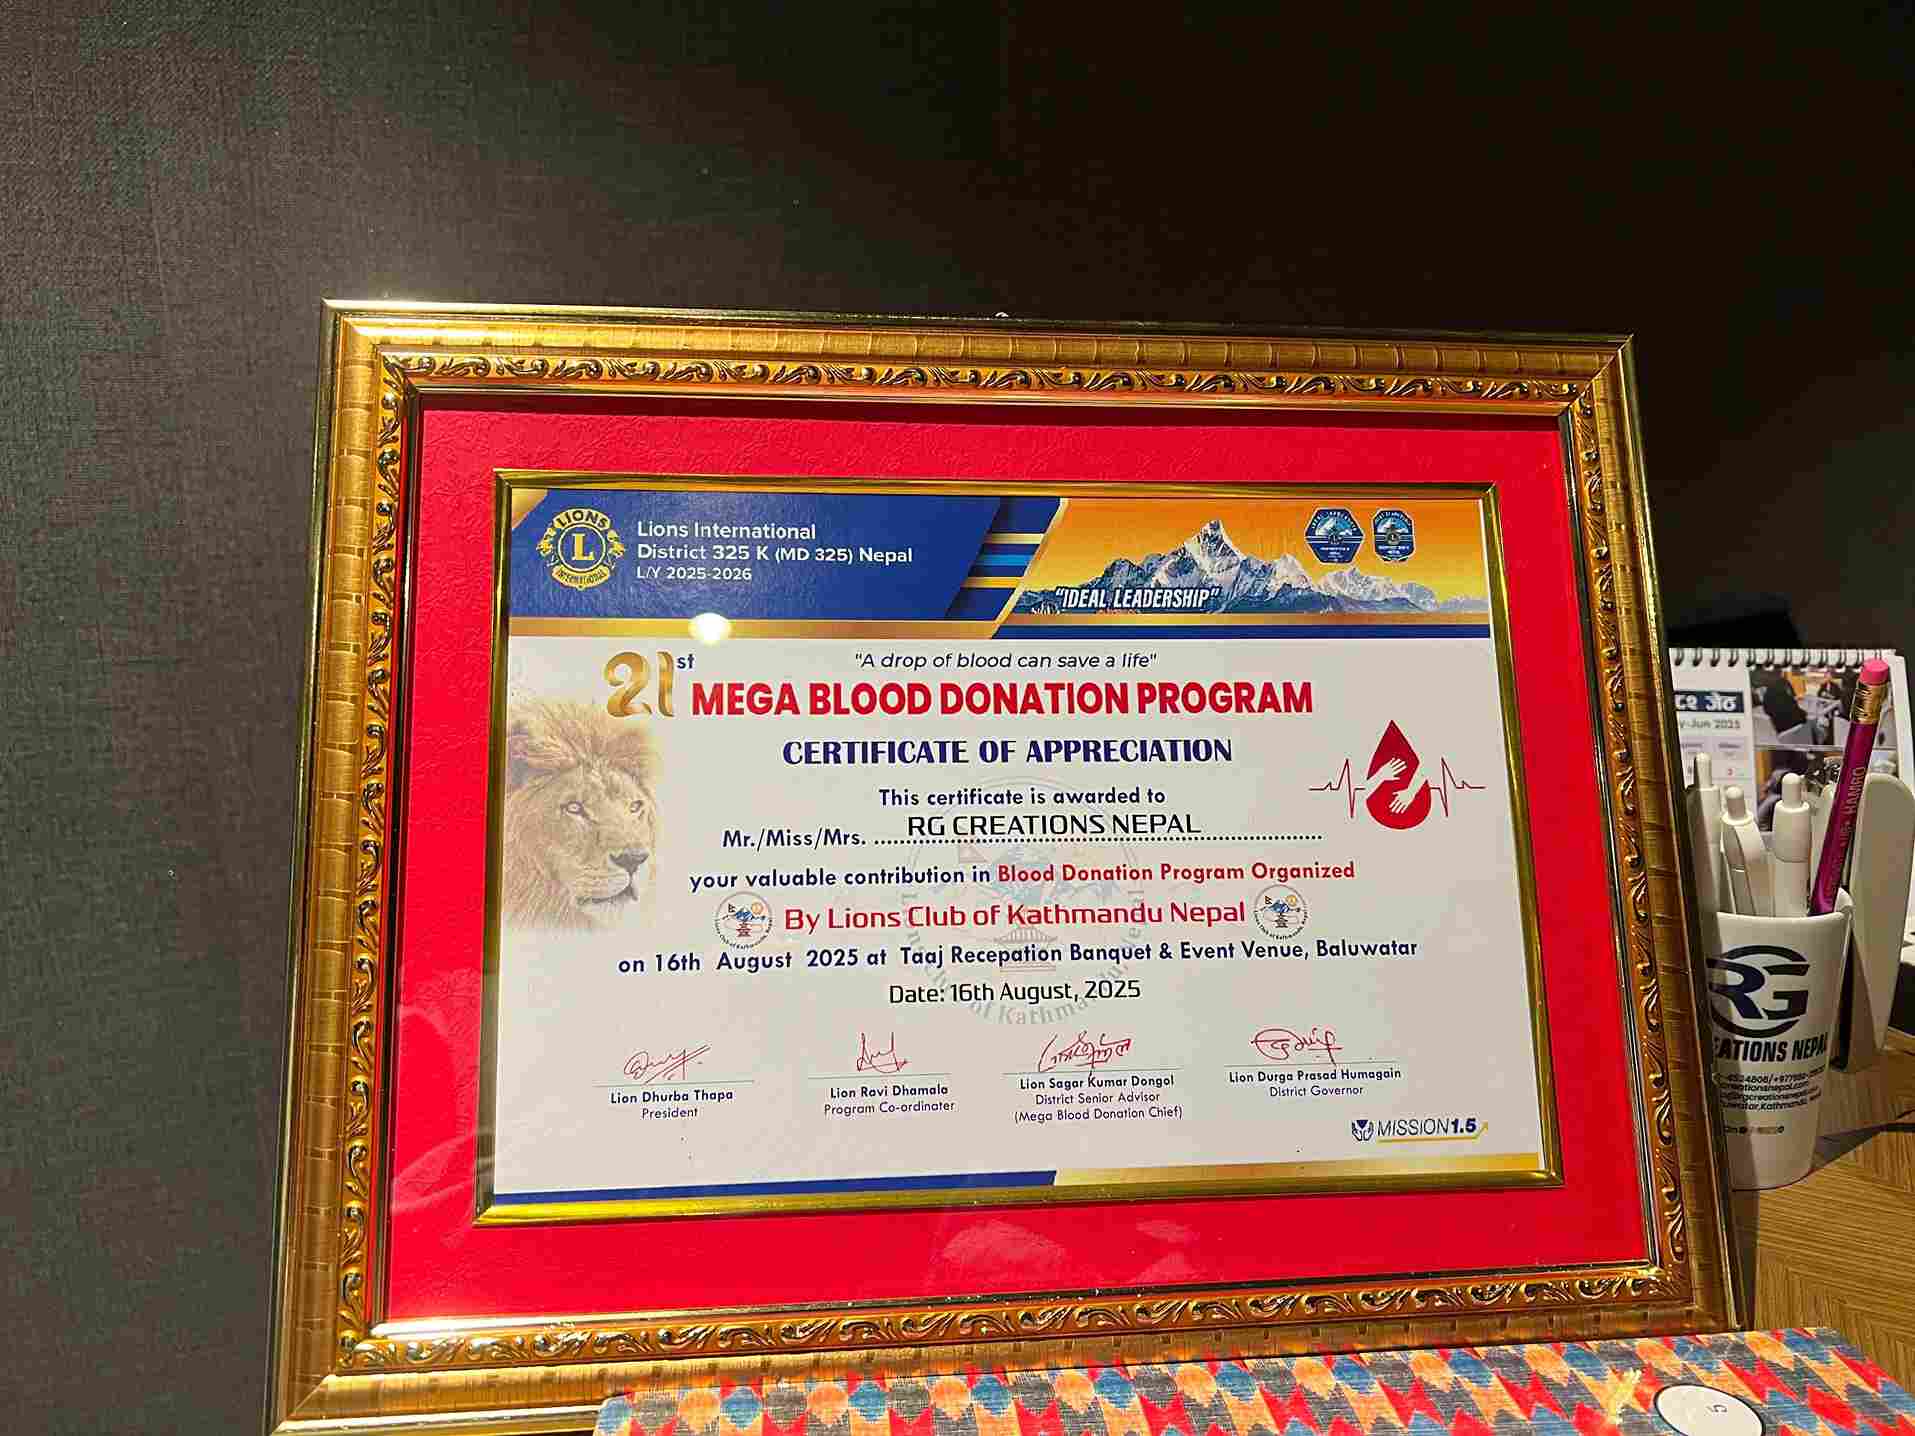 LIONS
L
INTERNATIONAL
Lions International
District 325 K (MD 325) Nepal
L/Y 2025-2026
"IDEAL LEADERSHIP"
21st
"A drop of blood can save a life"
MEGA BLOOD DONATION PROGRAM
CERTIFICATE OF APPRECIATION
This certificate is awarded to
Mr./Miss/Mrs. RG CREATIONS NEPAL
your valuable contribution in Blood Donation Program Organized
By Lions Club of Kathmandu Nepal
on 16th August 2025 at Taaj Recepation Banquet & Event Venue, Baluwatar
Date: 16th August, 2025
Lion Dhurba Thapa
President
Lion Ravi Dhamala
Program Co-ordinater
Lion Sagar Kumar Dongol
District Senior Advisor
(Mega Blood Donation Chief)
Lion Durga Prasad Humagain
District Governor
MISSION1.5
जेठ
-Jun 2025
HAMRO
RG
EATIONS NEPAL
5